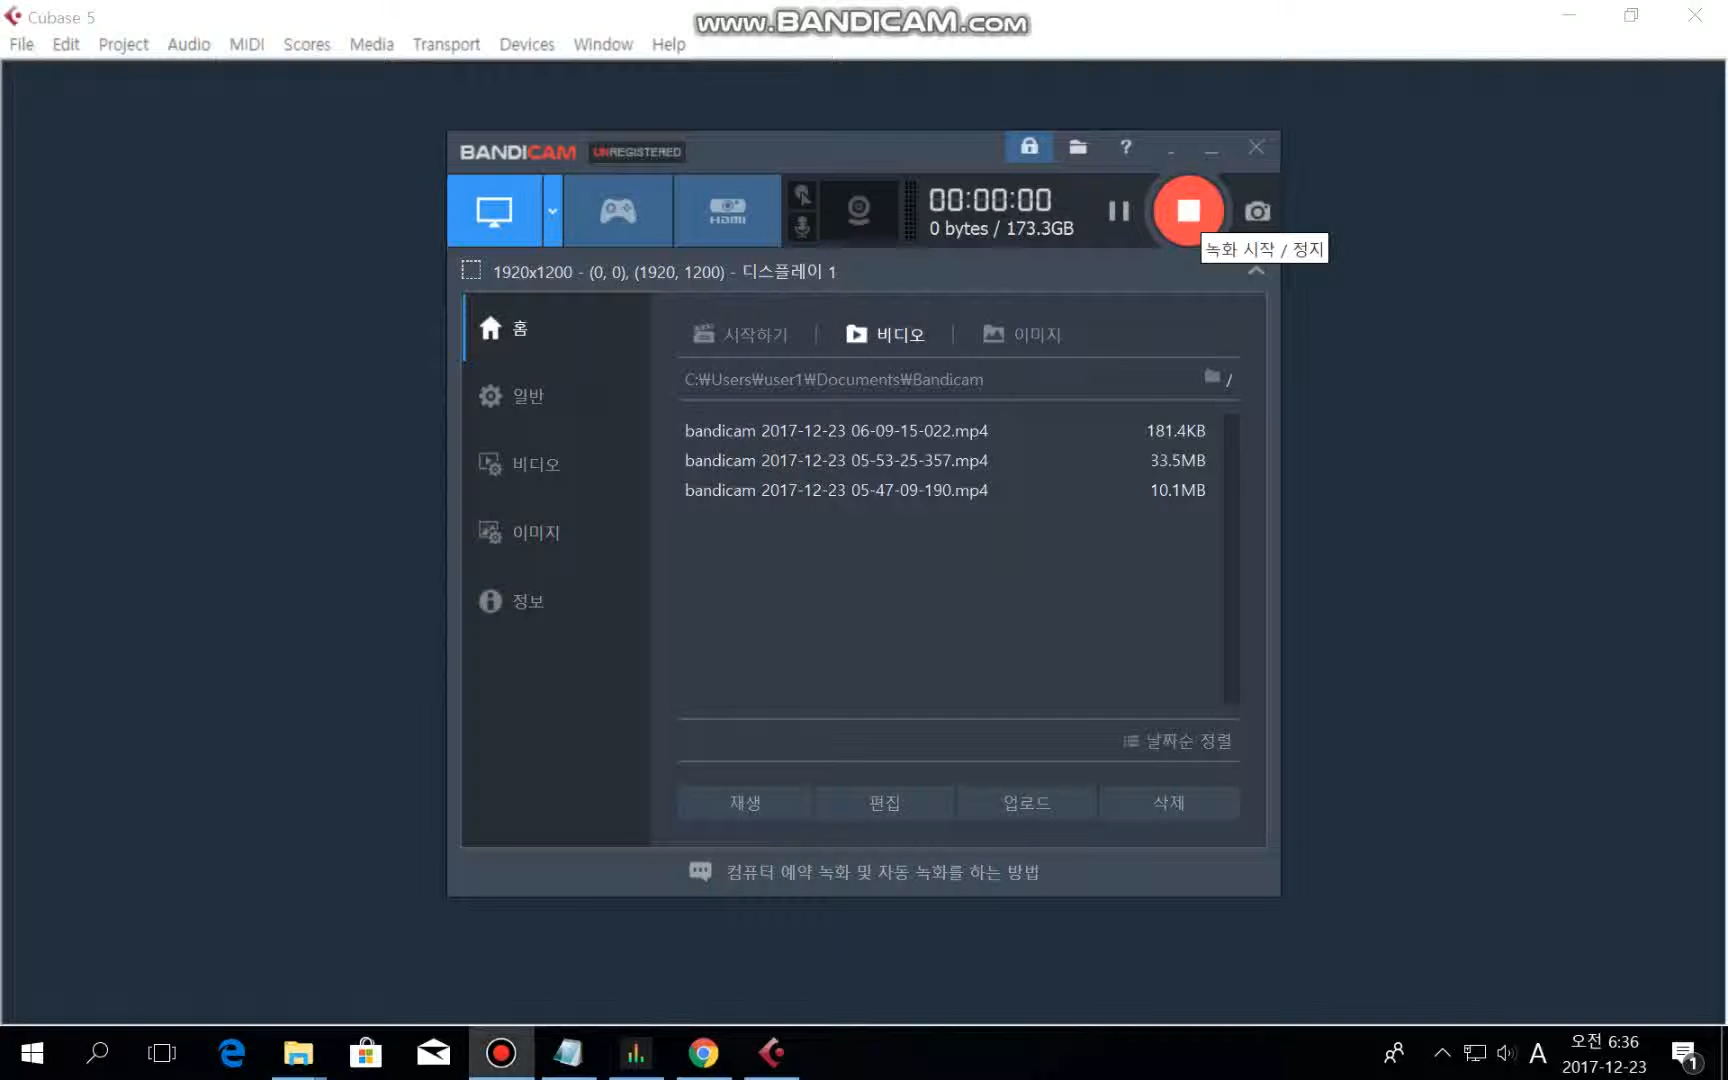 Cubase 5
www.BANDICAM.com
File Edit Project Audio MIDI Scores Media Transport Devices Window Help
BANDICAM UNREGISTERED
?
HDMI
00:00:00
0 bytes / 173.3GB
녹화 시작 / 정지
1920x1200 - (0, 0), (1920, 1200) - 디스플레이 1
홈
일반
비디오
이미지
정보
시작하기 | 비디오 | 이미지
C:₩Users₩user1₩Documents₩Bandicam /
bandicam 2017-12-23 06-09-15-022.mp4 181.4KB
bandicam 2017-12-23 05-53-25-357.mp4 33.5MB
bandicam 2017-12-23 05-47-09-190.mp4 10.1MB
날짜순 정렬
재생 편집 업로드 삭제
컴퓨터 예약 녹화 및 자동 녹화를 하는 방법
A
오전 6:36
2017-12-23
1